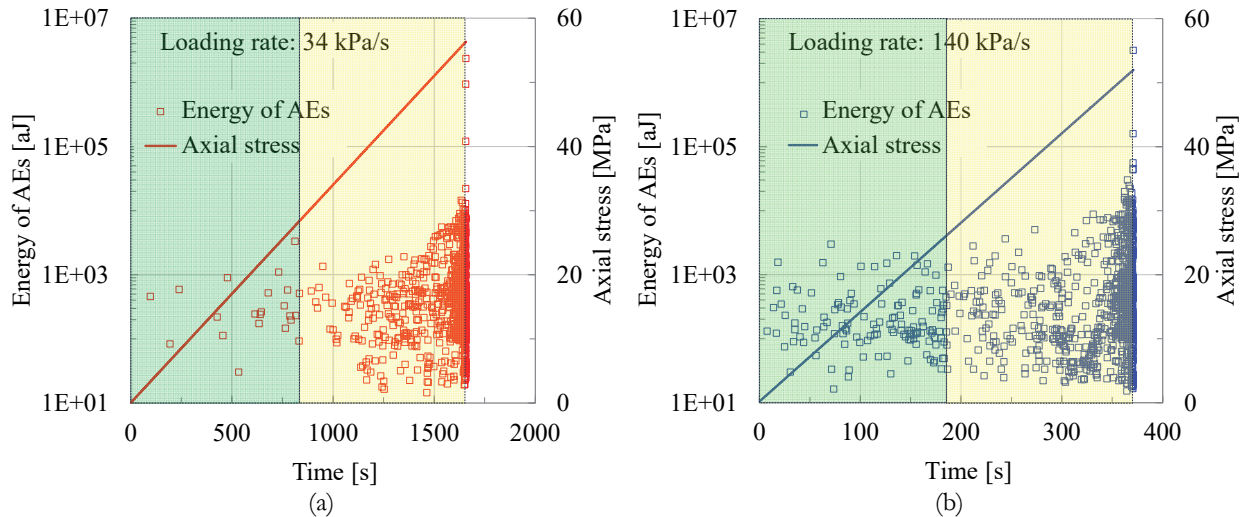 1E+07
1E+05
1E+03
1E+01
Energy of AEs [aJ]
Loading rate: 34 kPa/s
Energy of AEs
Axial stress
60
40
20
0
Axial stress [MPa]
0
500
1000
1500
2000
Time [s]
(a)
1E+07
1E+05
1E+03
1E+01
Energy of AEs [aJ]
Loading rate: 140 kPa/s
Energy of AEs
Axial stress
60
40
20
0
Axial stress [MPa]
0
100
200
300
400
Time [s]
(b)